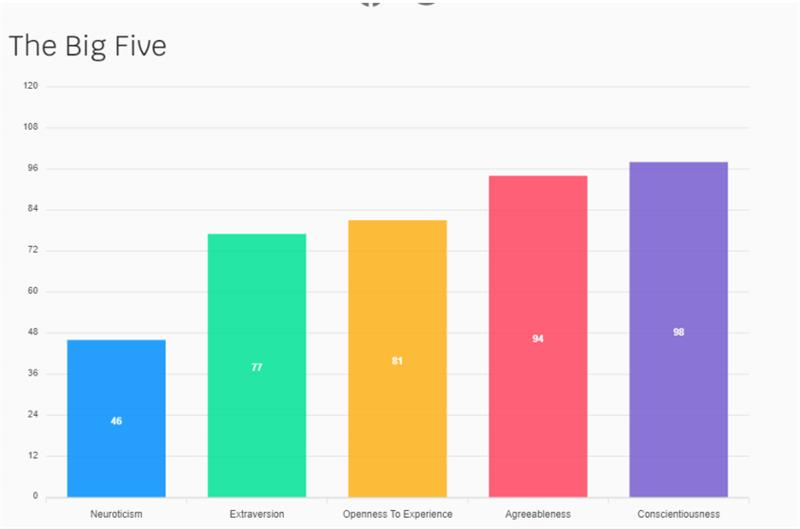 The Big Five
120
108
96
84
72
60
48
36
24
12
0
46
77
81
94
98
Neuroticism
Extraversion
Openness To Experience
Agreeableness
Conscientiousness